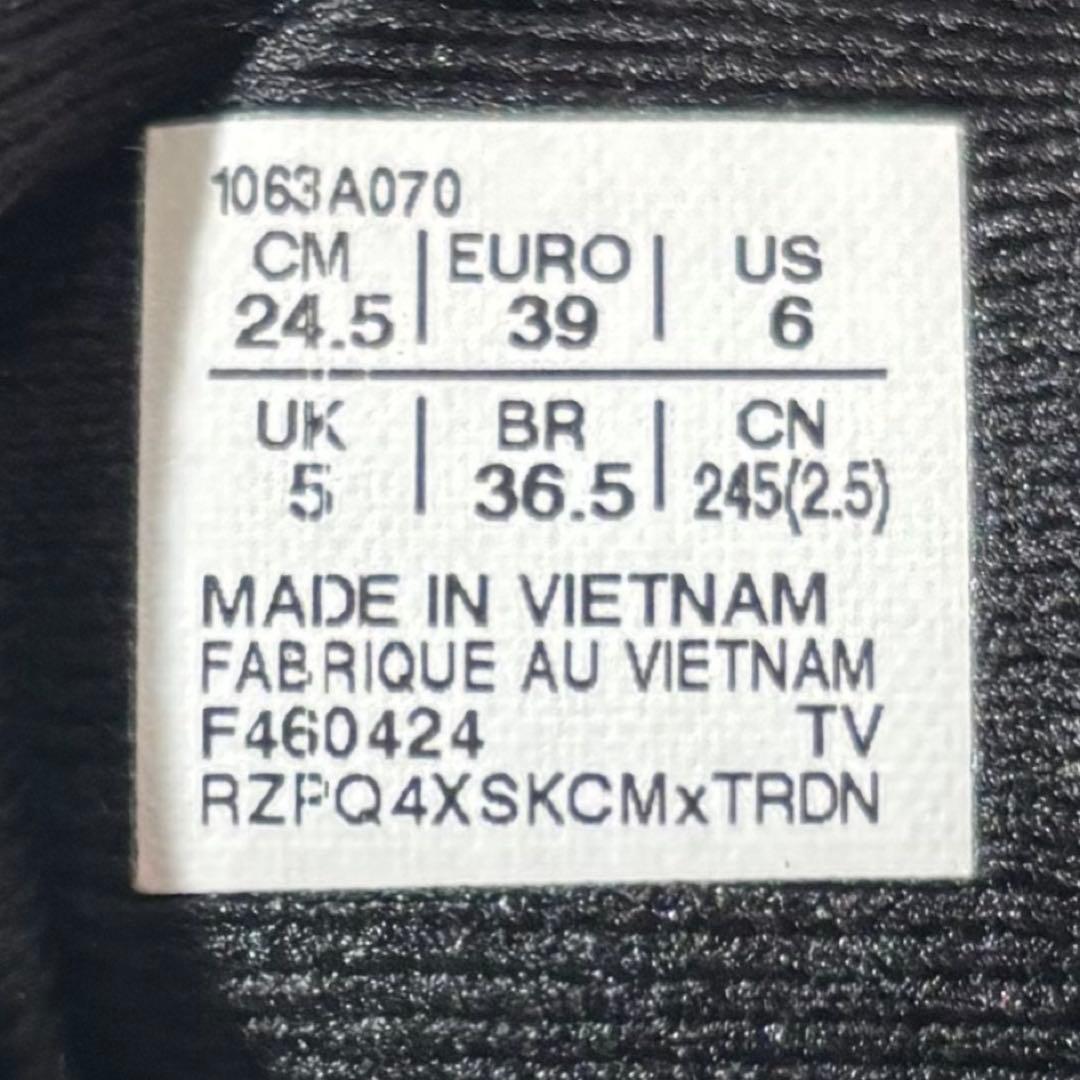 1063A070
CM | EURO | US
24.5 | 39 | 6
UK | BR | CN
5 | 36.5 | 245(2.5)
MADE IN VIETNAM
FABRIQUE AU VIETNAM
F460424 TV
RZPQ4XSKCMxTRDN